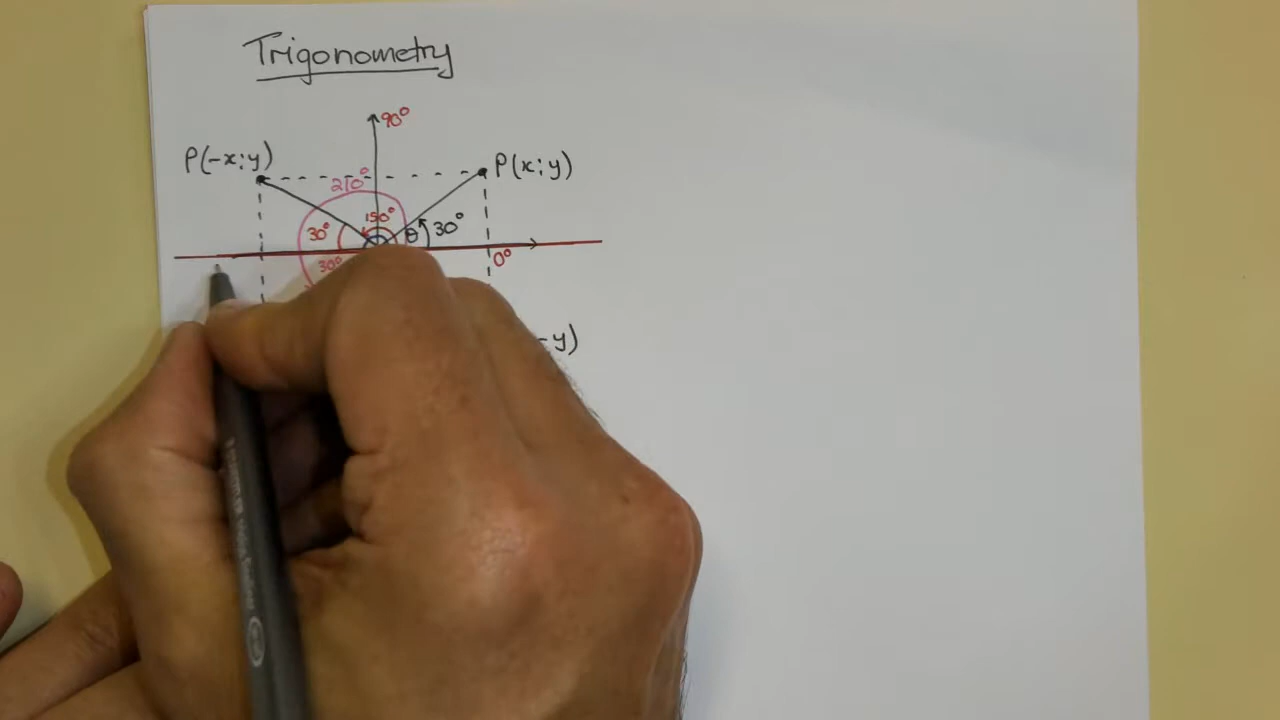 Trigonometry
90°
P(-x;y) P(x;y)
210°
150°
30° θ 30°
30° 0°
-y)